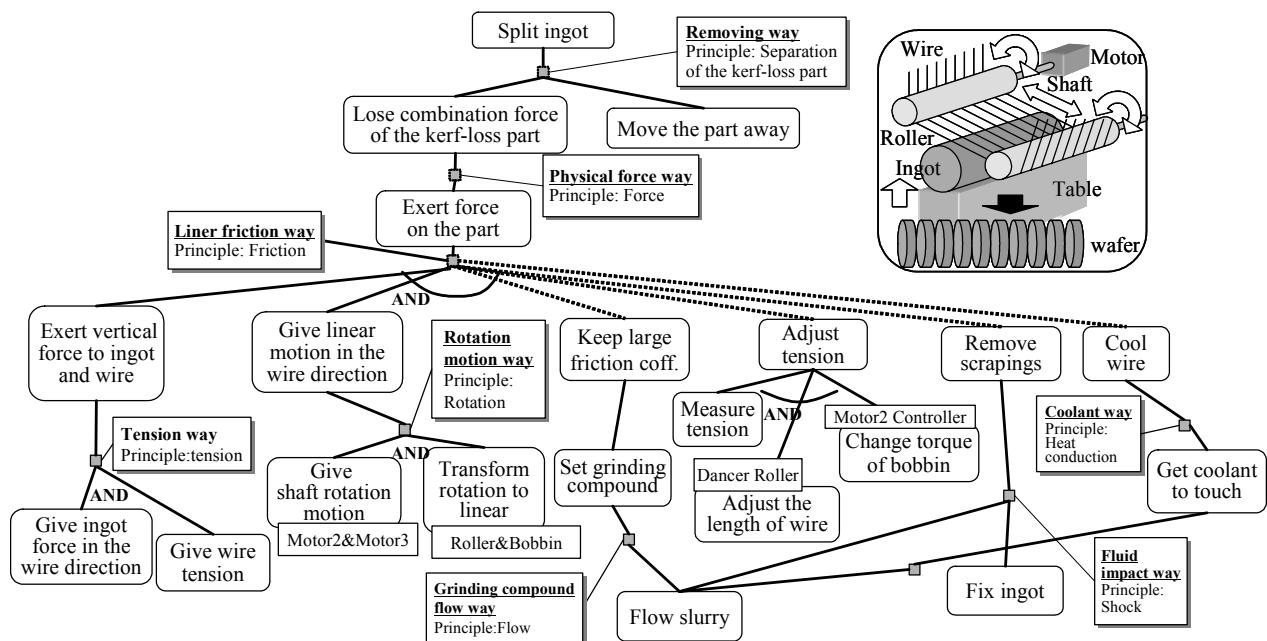 Split ingot
Removing way
Principle: Separation
of the kerf-loss part
Lose combination force
of the kerf-loss part
Move the part away
Physical force way
Principle: Force
Exert force
on the part
Liner friction way
Principle: Friction
Wire
Motor
Shaft
Roller
Ingot
Table
wafer
AND
Exert vertical
force to ingot
and wire
Give linear
motion in the
wire direction
Rotation
motion way
Principle:
Rotation
Keep large
friction coff.
Adjust
tension
Remove
scrapings
Cool
wire
Tension way
Principle:tension
AND
Give ingot
force in the
wire direction
Give wire
tension
AND
Give
shaft rotation
motion
Motor2&Motor3
Transform
rotation to
linear
Roller&Bobbin
Set grinding
compound
Measure
tension
AND
Motor2 Controller
Change torque
of bobbin
Dancer Roller
Adjust the
length of wire
Coolant way
Principle:
Heat
conduction
Get coolant
to touch
Grinding compound
flow way
Principle:Flow
Flow slurry
Fix ingot
Fluid
impact way
Principle:
Shock